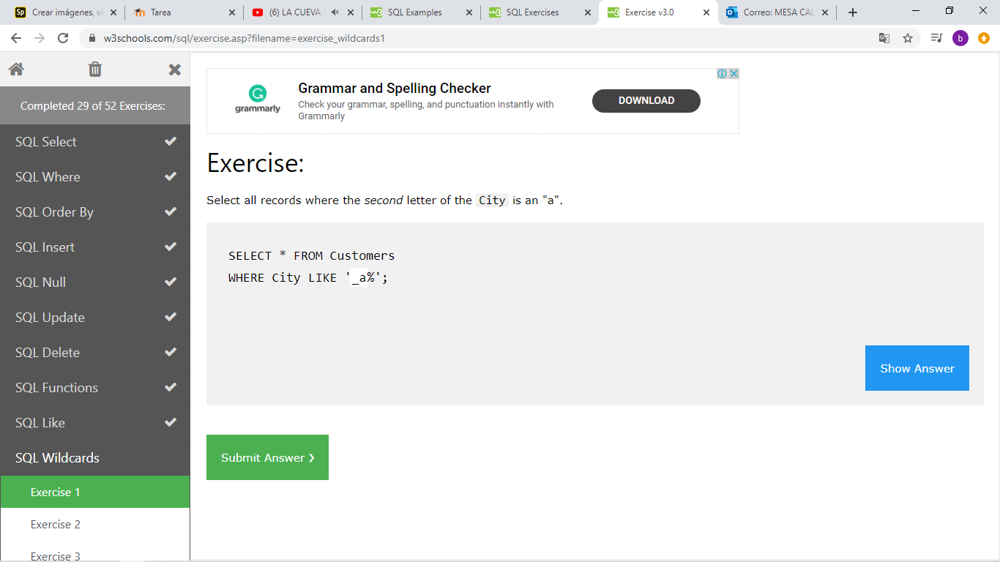 Crear imágenes, ví
Tarea
(6) LA CUEVA
SQL Examples
SQL Exercises
Exercise v3.0
Correo: MESA CAL
w3schools.com/sql/exercise.asp?filename=exercise_wildcards1
b
Completed 29 of 52 Exercises:
SQL Select
SQL Where
SQL Order By
SQL Insert
SQL Null
SQL Update
SQL Delete
SQL Functions
SQL Like
SQL Wildcards
Exercise 1
Exercise 2
Exercise 3
grammarly
Grammar and Spelling Checker
Check your grammar, spelling, and punctuation instantly with
Grammarly
DOWNLOAD
Exercise:
Select all records where the second letter of the City is an "a".
SELECT * FROM Customers
WHERE City LIKE '_a%';
Show Answer
Submit Answer ❯